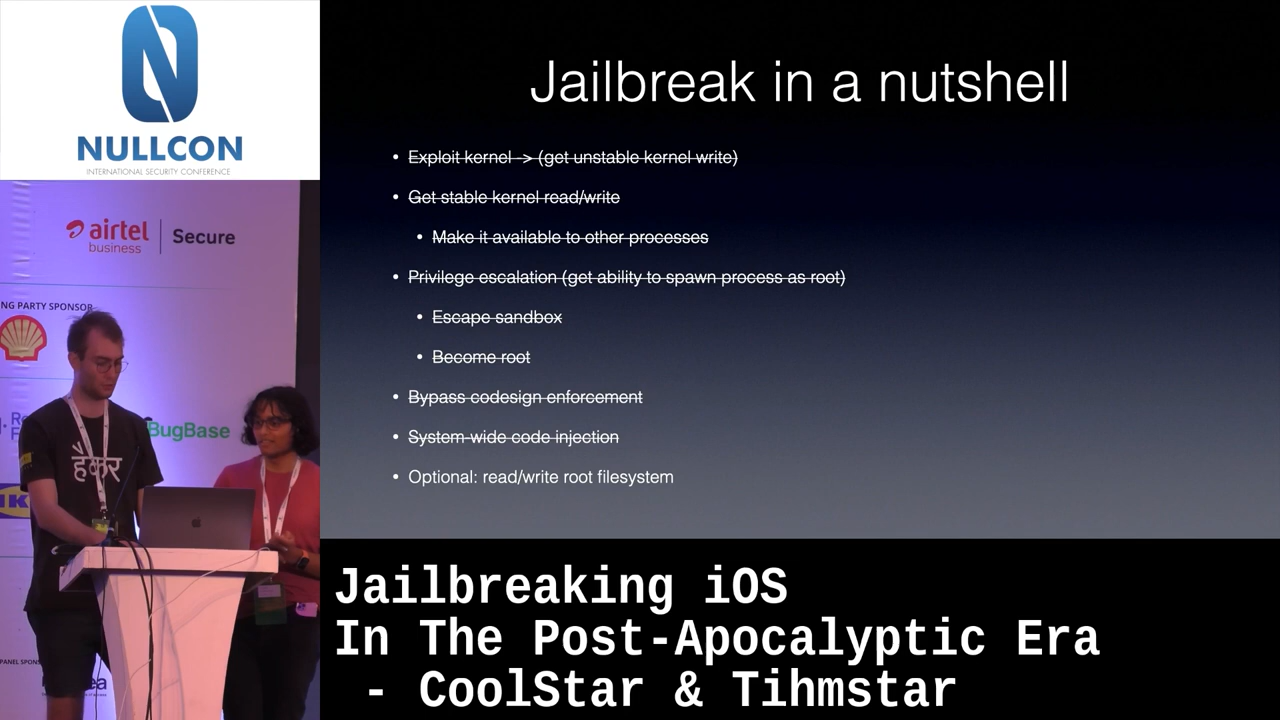 NULLCON
INTERNATIONAL SECURITY CONFERENCE
airtel
business
Secure
NG PARTY SPONSOR
BugBase
हैकर
PANEL SPONS
Jailbreak in a nutshell
• Exploit kernel -> (get unstable kernel write)
• Get stable kernel read/write
• Make it available to other processes
• Privilege escalation (get ability to spawn process as root)
• Escape sandbox
• Become root
• Bypass codesign enforcement
• System-wide code injection
• Optional: read/write root filesystem
Jailbreaking iOS
In The Post-Apocalyptic Era
- CoolStar & Tihmstar